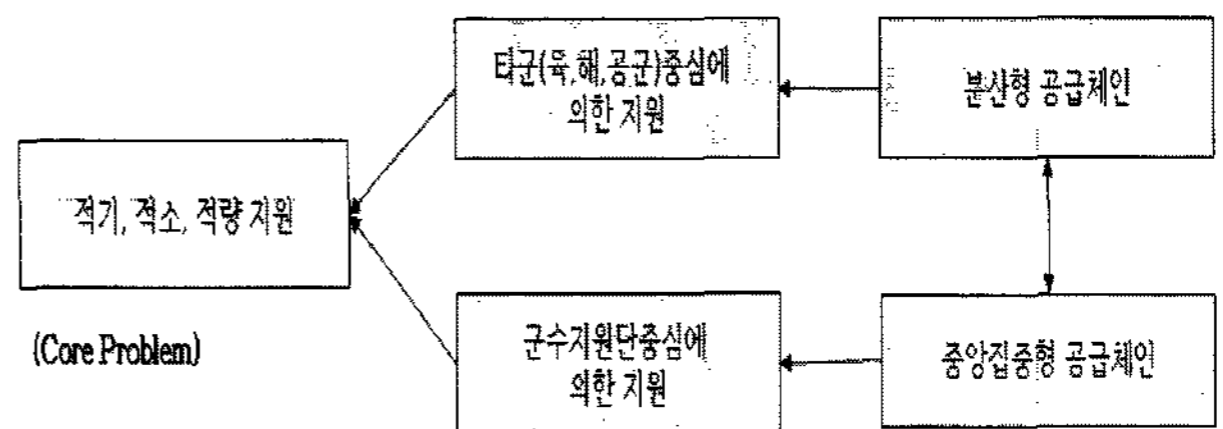 타군(육,해,공군)중심에
의한 지원
분산형 공급체인
적기, 적소, 적량 지원
(Core Problem)
군수지원단중심에
의한 지원
중앙집중형 공급체인